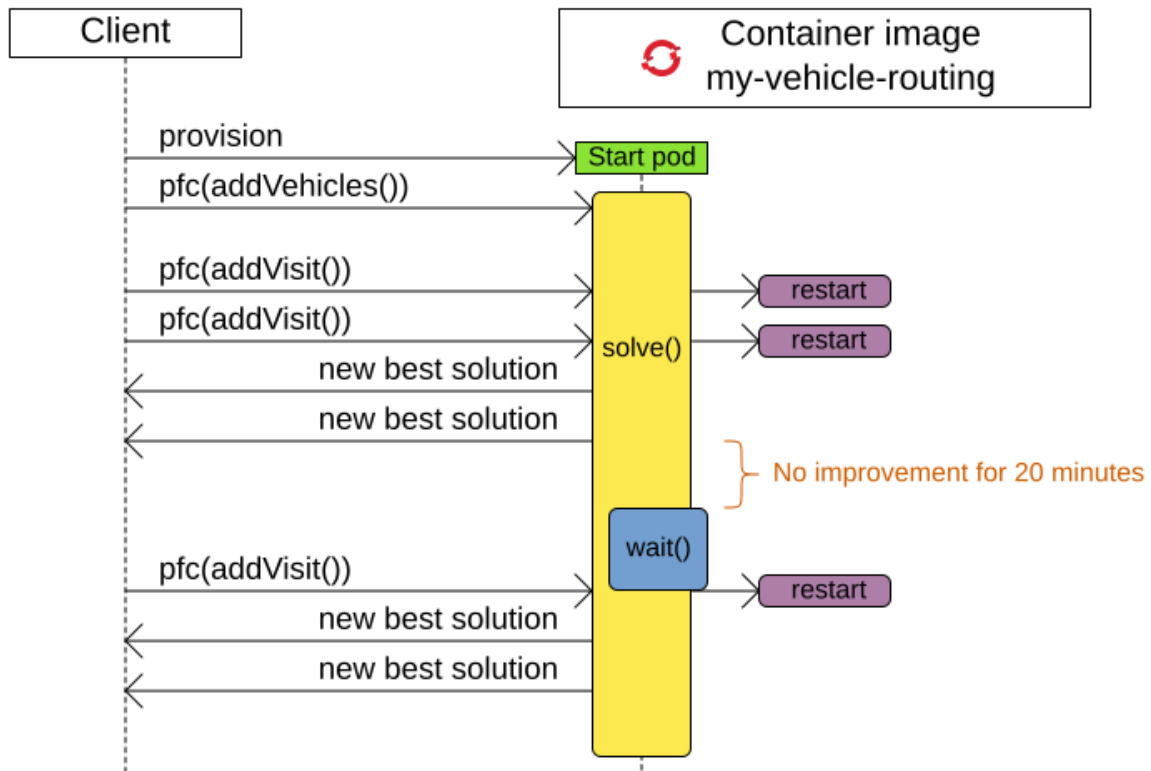 Client
Container image
my-vehicle-routing
provision
Start pod
pfc(addVehicles())
pfc(addVisit())
restart
pfc(addVisit())
restart
solve()
new best solution
new best solution
No improvement for 20 minutes
wait()
pfc(addVisit())
restart
new best solution
new best solution